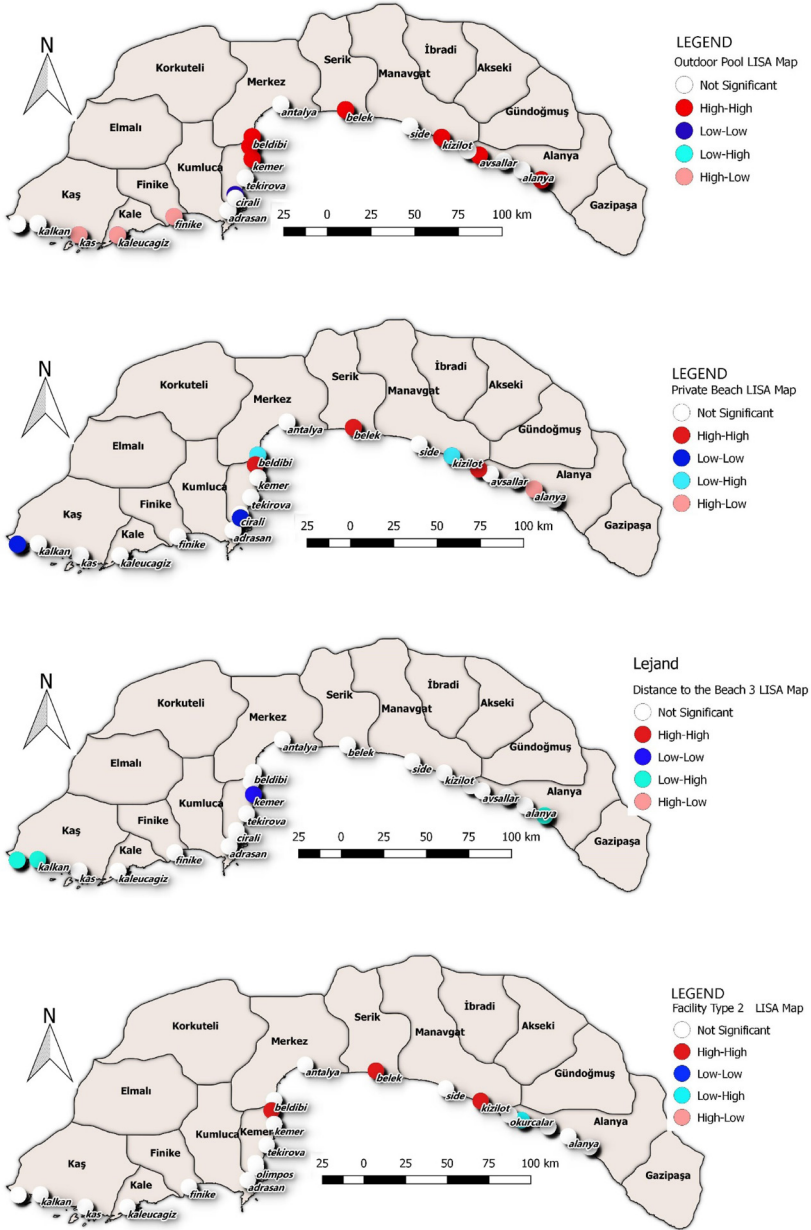 LEGEND
Outdoor Pool LISA Map
Not Significant
High-High
Low-Low
Low-High
High-Low
N
Korkuteli
Merkez
Serik
Manavgat
İbradi
Akseki
Gündoğmuş
Elmalı
Kumluca
Finike
Kaş
Kale
Alanya
Gazipaşa
antalya
belek
side
kizilot
avsallar
alanya
beldibi
kemer
tekirova
cirali
adrasan
finike
kaleucagiz
kas
kalkan
25 0 25 50 75 100 km
LEGEND
Private Beach LISA Map
Not Significant
High-High
Low-Low
Low-High
High-Low
N
Korkuteli
Merkez
Serik
Manavgat
İbradi
Akseki
Gündoğmuş
Elmalı
Kumluca
Finike
Kaş
Kale
Alanya
Gazipaşa
antalya
belek
side
kizilot
avsallar
alanya
beldibi
kemer
tekirova
cirali
adrasan
finike
kaleucagiz
kas
kalkan
25 0 25 50 75 100 km
Lejand
Distance to the Beach 3 LISA Map
Not Significant
High-High
Low-Low
Low-High
High-Low
N
Korkuteli
Merkez
Serik
Manavgat
İbradi
Akseki
Gündoğmuş
Elmalı
Kumluca
Finike
Kaş
Kale
Alanya
Gazipaşa
antalya
belek
side
kizilot
avsallar
alanya
beldibi
kemer
tekirova
cirali
adrasan
finike
kaleucagiz
kas
kalkan
25 0 25 50 75 100 km
LEGEND
Facility Type 2 LISA Map
Not Significant
High-High
Low-Low
Low-High
High-Low
N
Korkuteli
Merkez
Serik
Manavgat
İbradi
Akseki
Gündoğmuş
Elmalı
Kumluca
Kemer
Finike
Kaş
Kale
Alanya
Gazipaşa
antalya
belek
side
kizilot
okurcalar
alanya
beldibi
kemer
tekirova
olimpos
adrasan
finike
kaleucagiz
kas
kalkan
25 0 25 50 75 100 km